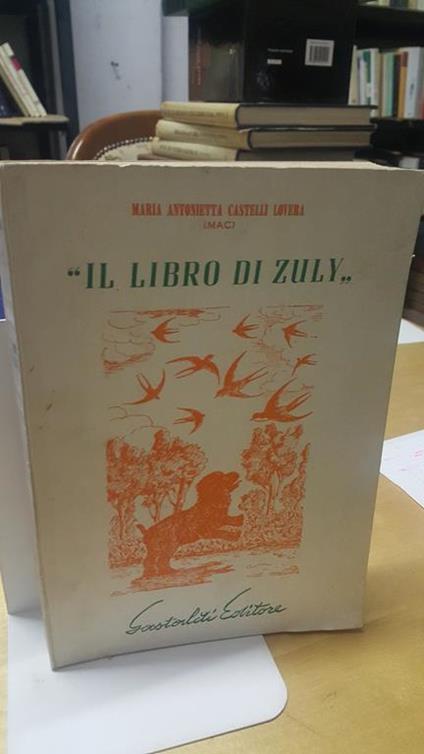 MARIA ANTONIETTA CASTELLI LOVERA
(MAC)
“IL LIBRO DI ZULY„
Gastaldi Editore